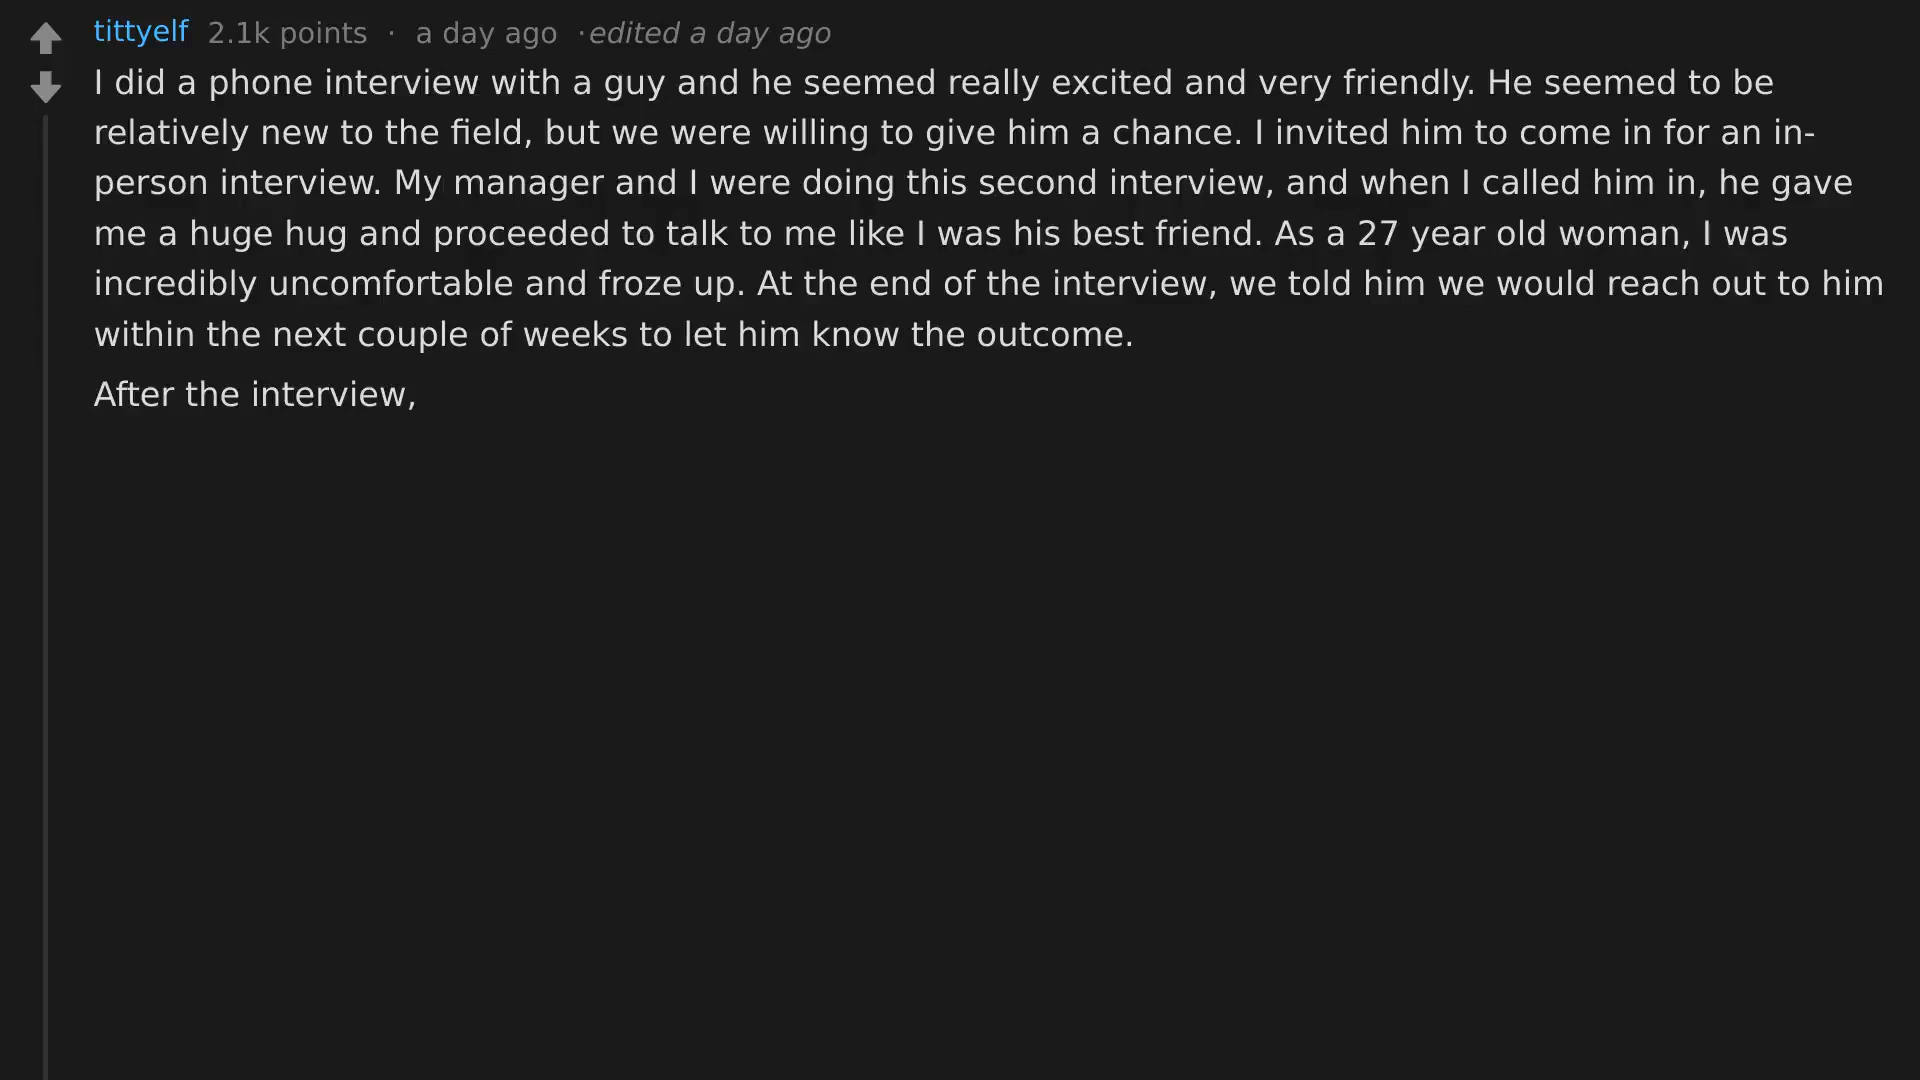 tittyelf 2.1k points · a day ago ·edited a day ago
I did a phone interview with a guy and he seemed really excited and very friendly. He seemed to be
relatively new to the field, but we were willing to give him a chance. I invited him to come in for an in-
person interview. My manager and I were doing this second interview, and when I called him in, he gave
me a huge hug and proceeded to talk to me like I was his best friend. As a 27 year old woman, I was
incredibly uncomfortable and froze up. At the end of the interview, we told him we would reach out to him
within the next couple of weeks to let him know the outcome.
After the interview,